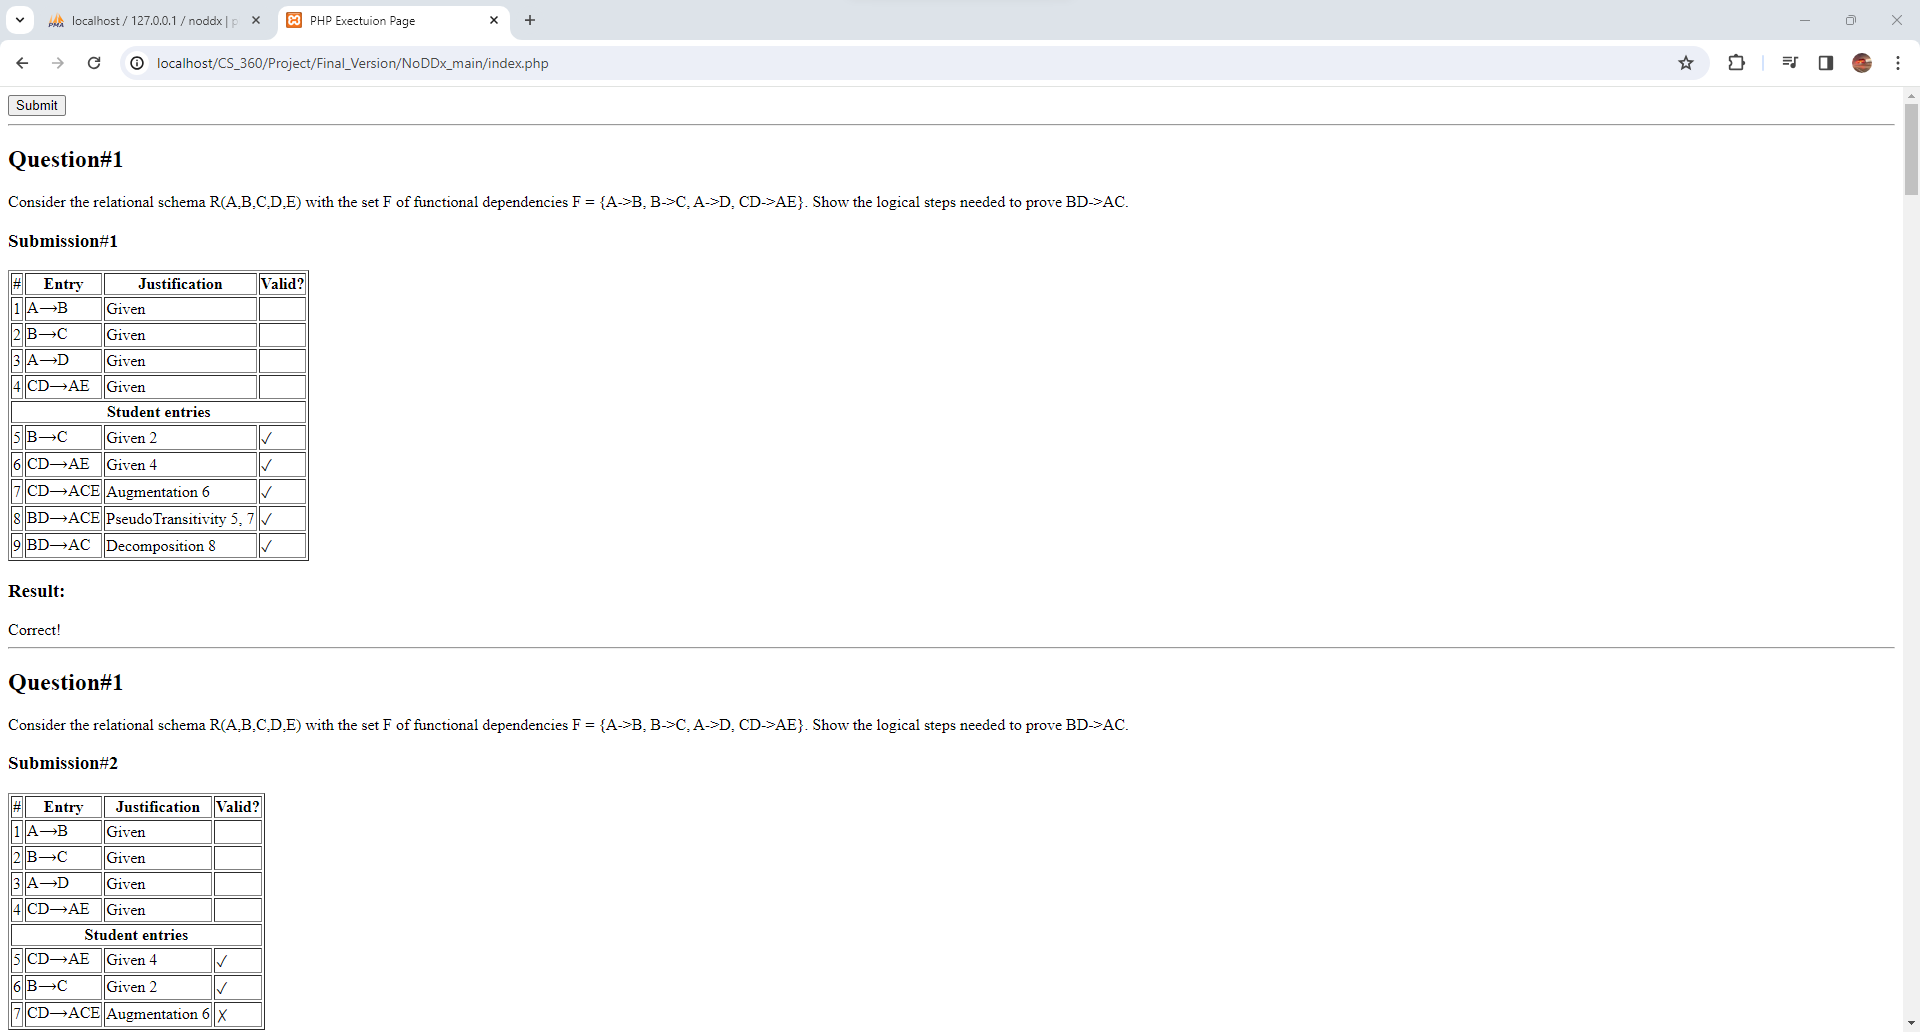 localhost / 127.0.0.1 / noddx | p
PHP Exectuion Page
localhost/CS_360/Project/Final_Version/NoDDx_main/index.php
Submit
Question#1
Consider the relational schema R(A,B,C,D,E) with the set F of functional dependencies F = {A->B, B->C, A->D, CD->AE}. Show the logical steps needed to prove BD->AC.
Submission#1
# Entry Justification Valid?
1 A⟶B Given
2 B⟶C Given
3 A⟶D Given
4 CD⟶AE Given
Student entries
5 B⟶C Given 2 ✓
6 CD⟶AE Given 4 ✓
7 CD⟶ACE Augmentation 6 ✓
8 BD⟶ACE PseudoTransitivity 5, 7 ✓
9 BD⟶AC Decomposition 8 ✓
Result:
Correct!
Question#1
Consider the relational schema R(A,B,C,D,E) with the set F of functional dependencies F = {A->B, B->C, A->D, CD->AE}. Show the logical steps needed to prove BD->AC.
Submission#2
# Entry Justification Valid?
1 A⟶B Given
2 B⟶C Given
3 A⟶D Given
4 CD⟶AE Given
Student entries
5 CD⟶AE Given 4 ✓
6 B⟶C Given 2 ✓
7 CD⟶ACE Augmentation 6 ✗